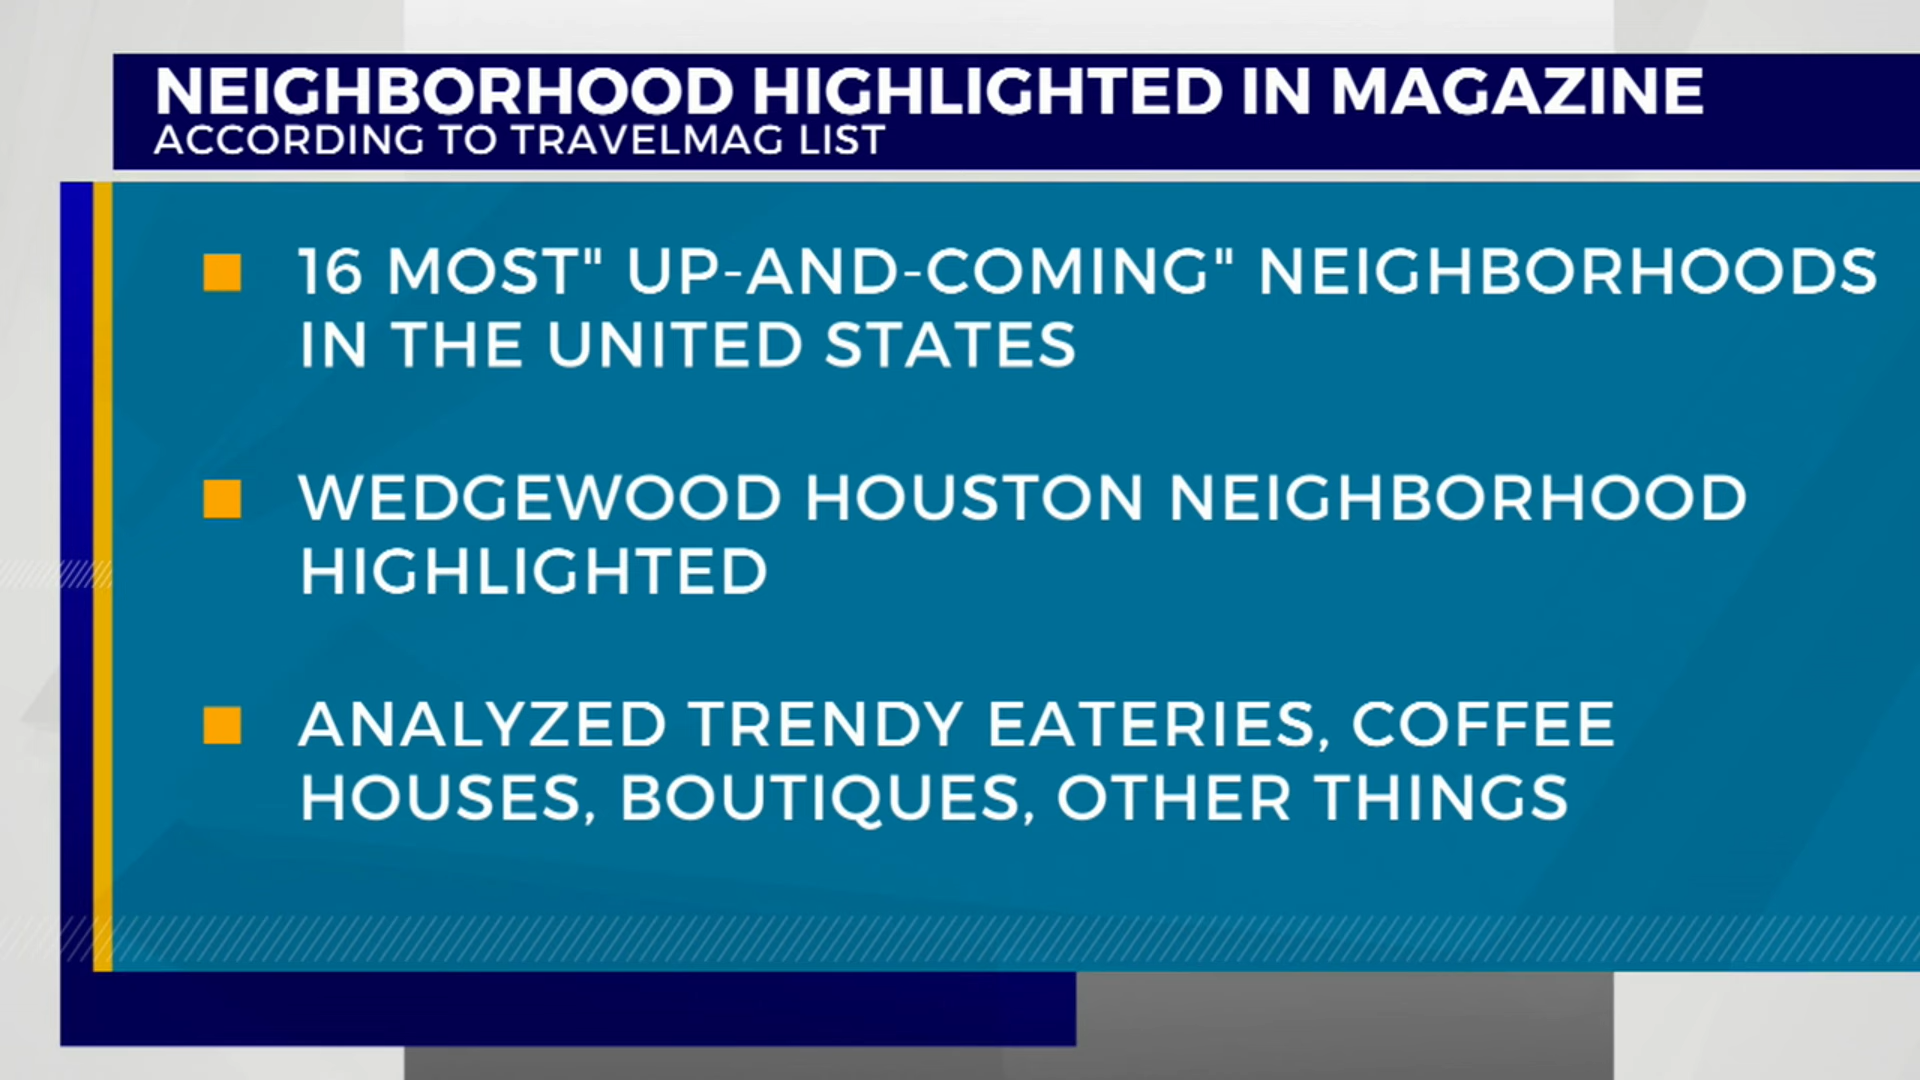 NEIGHBORHOOD HIGHLIGHTED IN MAGAZINE
ACCORDING TO TRAVELMAG LIST
16 MOST" UP-AND-COMING" NEIGHBORHOODS
IN THE UNITED STATES
WEDGEWOOD HOUSTON NEIGHBORHOOD
HIGHLIGHTED
ANALYZED TRENDY EATERIES, COFFEE
HOUSES, BOUTIQUES, OTHER THINGS